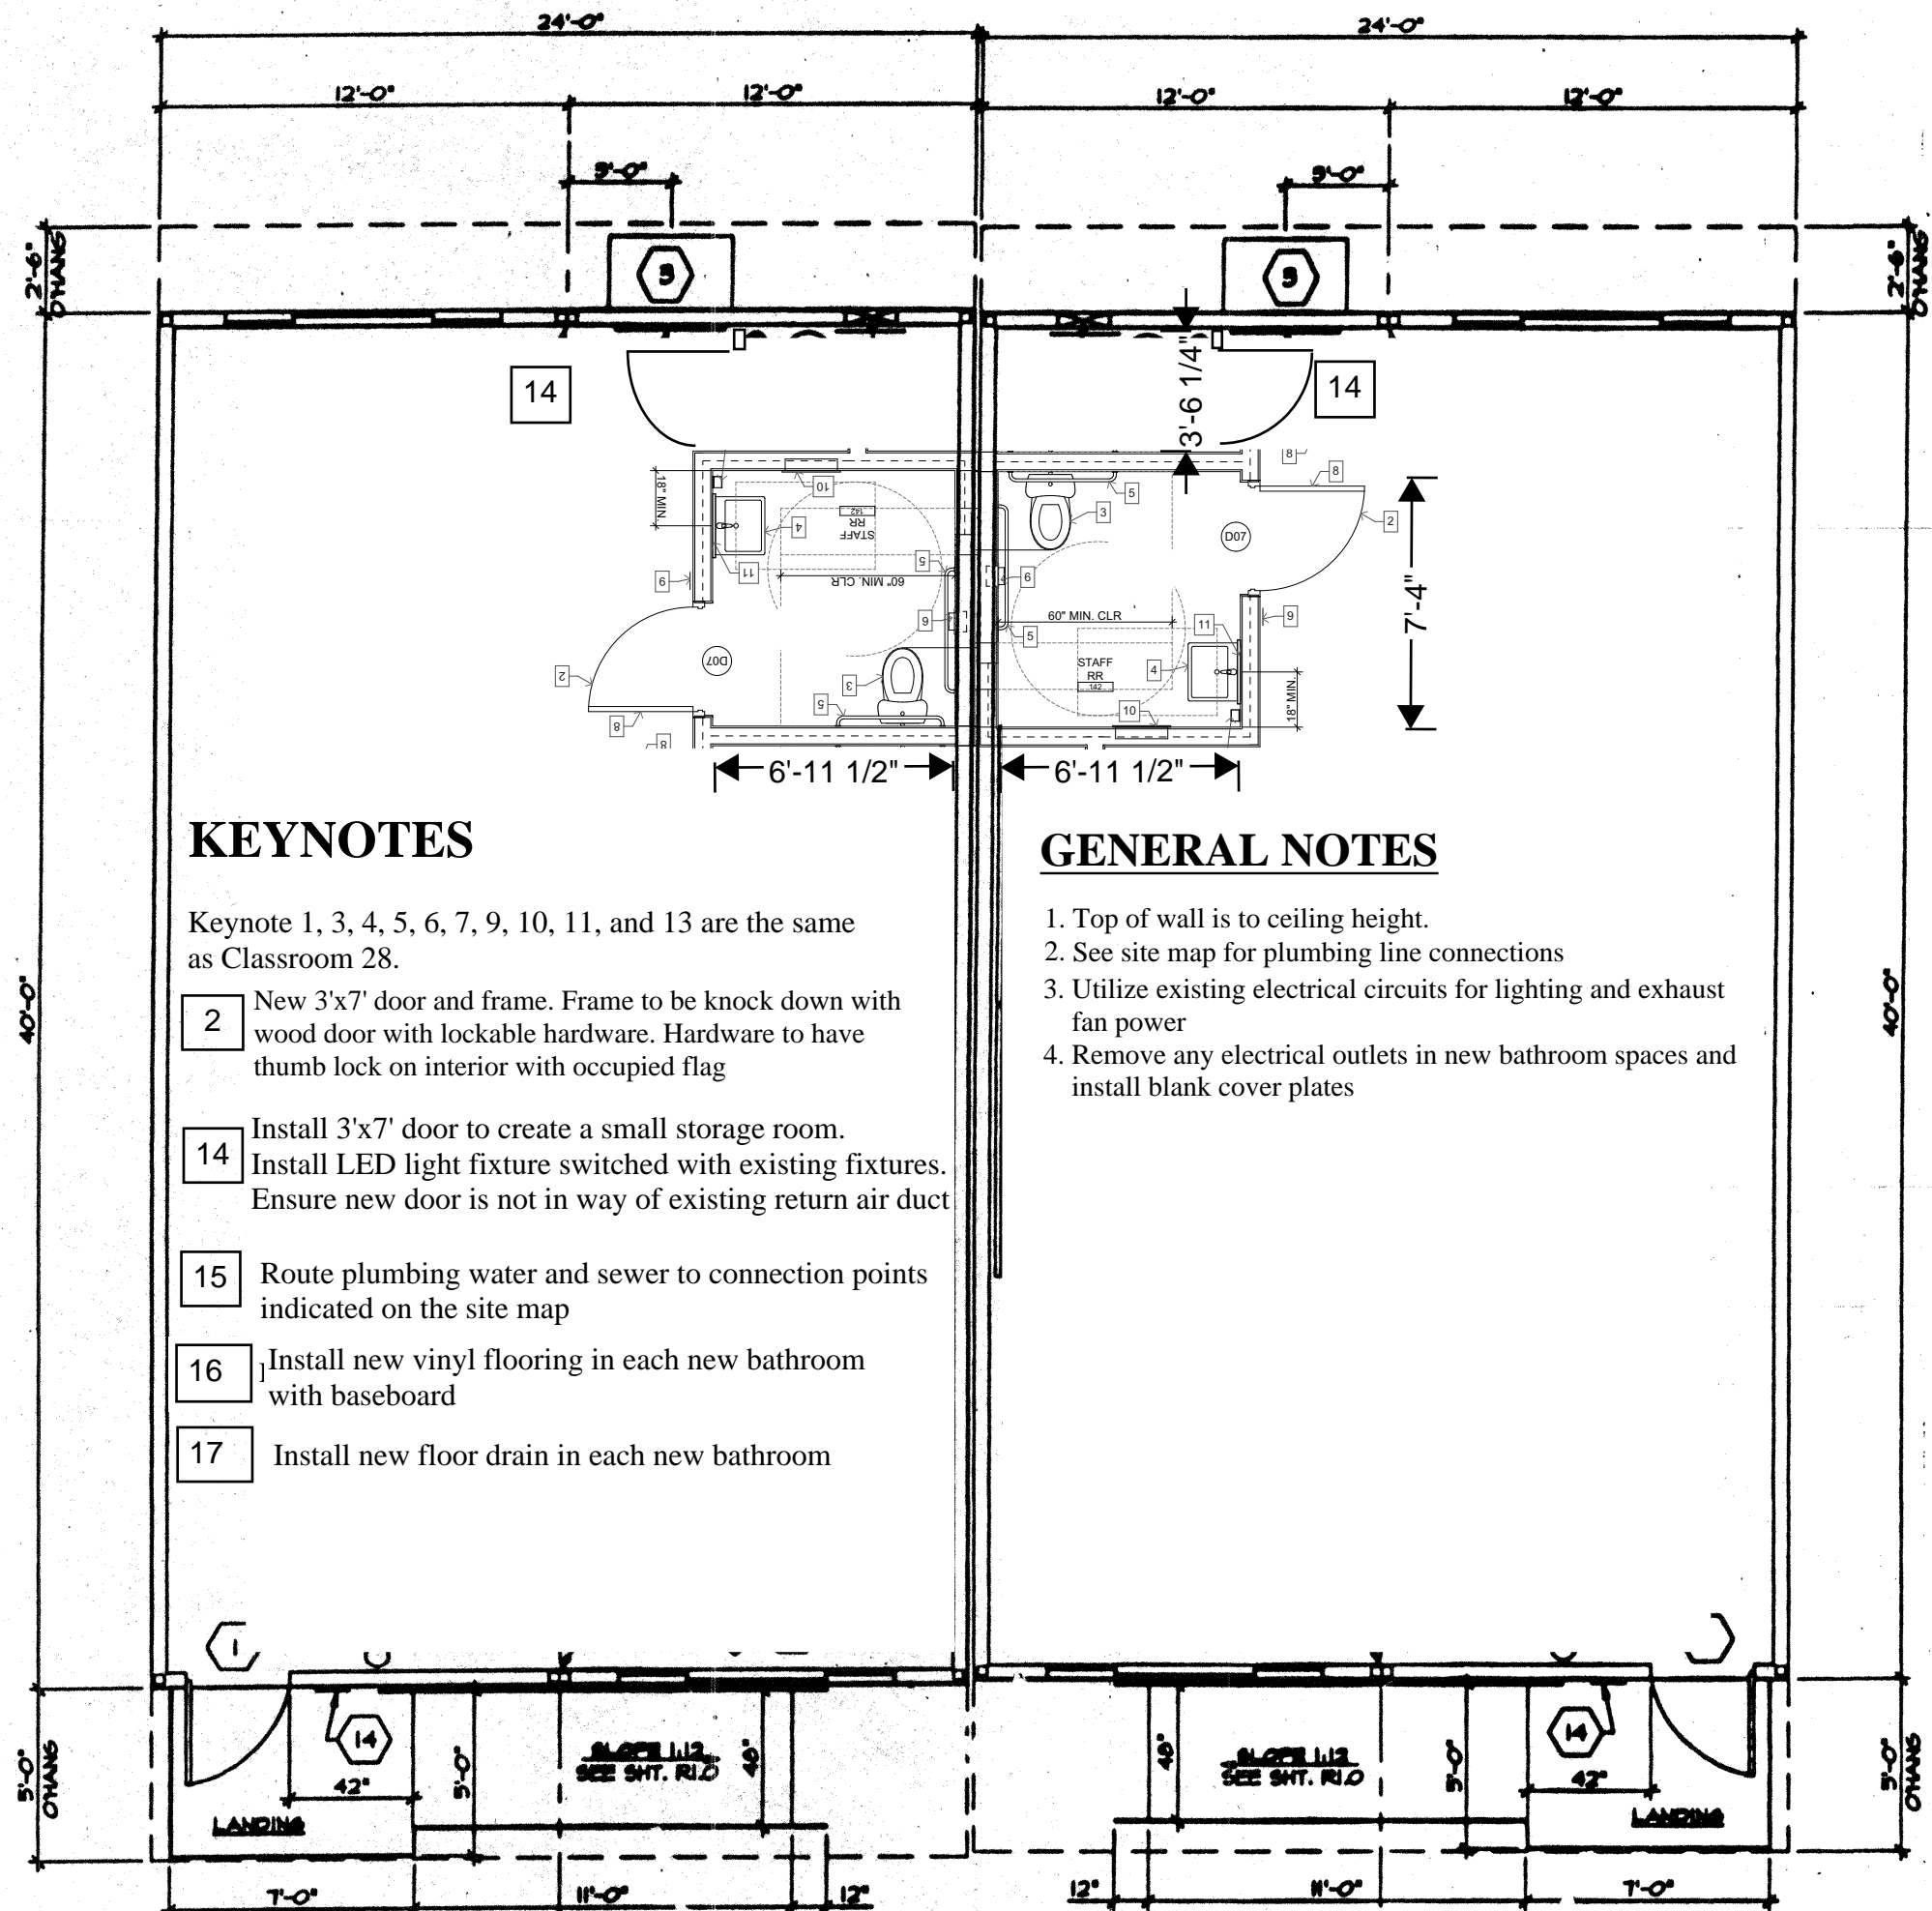 24'-0" 24'-0"
12'-0" 12'-0" 12'-0" 12'-0"
3'-0" 3'-0"
2'-6" O'HANG
2'-6" O'HANG
3 3
14 14
3'-6 1/4"
18" MIN.
10
4
142
STAFF
RR
11
5
60" MIN. CLR
9
6
D07
2
3
5
8
8
8
8
5
3
2
D07
6
60" MIN. CLR
5
11
9
STAFF
RR
142
4
10
18" MIN.
7'-4"
6'-11 1/2" 6'-11 1/2"
KEYNOTES
Keynote 1, 3, 4, 5, 6, 7, 9, 10, 11, and 13 are the same
as Classroom 28.
2 New 3'x7' door and frame. Frame to be knock down with
wood door with lockable hardware. Hardware to have
thumb lock on interior with occupied flag
14 Install 3'x7' door to create a small storage room.
Install LED light fixture switched with existing fixtures.
Ensure new door is not in way of existing return air duct
15 Route plumbing water and sewer to connection points
indicated on the site map
16 Install new vinyl flooring in each new bathroom
with baseboard
17 Install new floor drain in each new bathroom
GENERAL NOTES
1. Top of wall is to ceiling height.
2. See site map for plumbing line connections
3. Utilize existing electrical circuits for lighting and exhaust
fan power
4. Remove any electrical outlets in new bathroom spaces and
install blank cover plates
40'-0" 40'-0"
1
14 14
SLOPE 1:12
SEE SHT. R1.0
SLOPE 1:12
SEE SHT. R1.0
42" 5'-0" 48" 48" 5'-0" 42"
LANDING LANDING
5'-0" O'HANG
5'-0" O'HANG
7'-0" 11'-0" 12" 12" 11'-0" 7'-0"